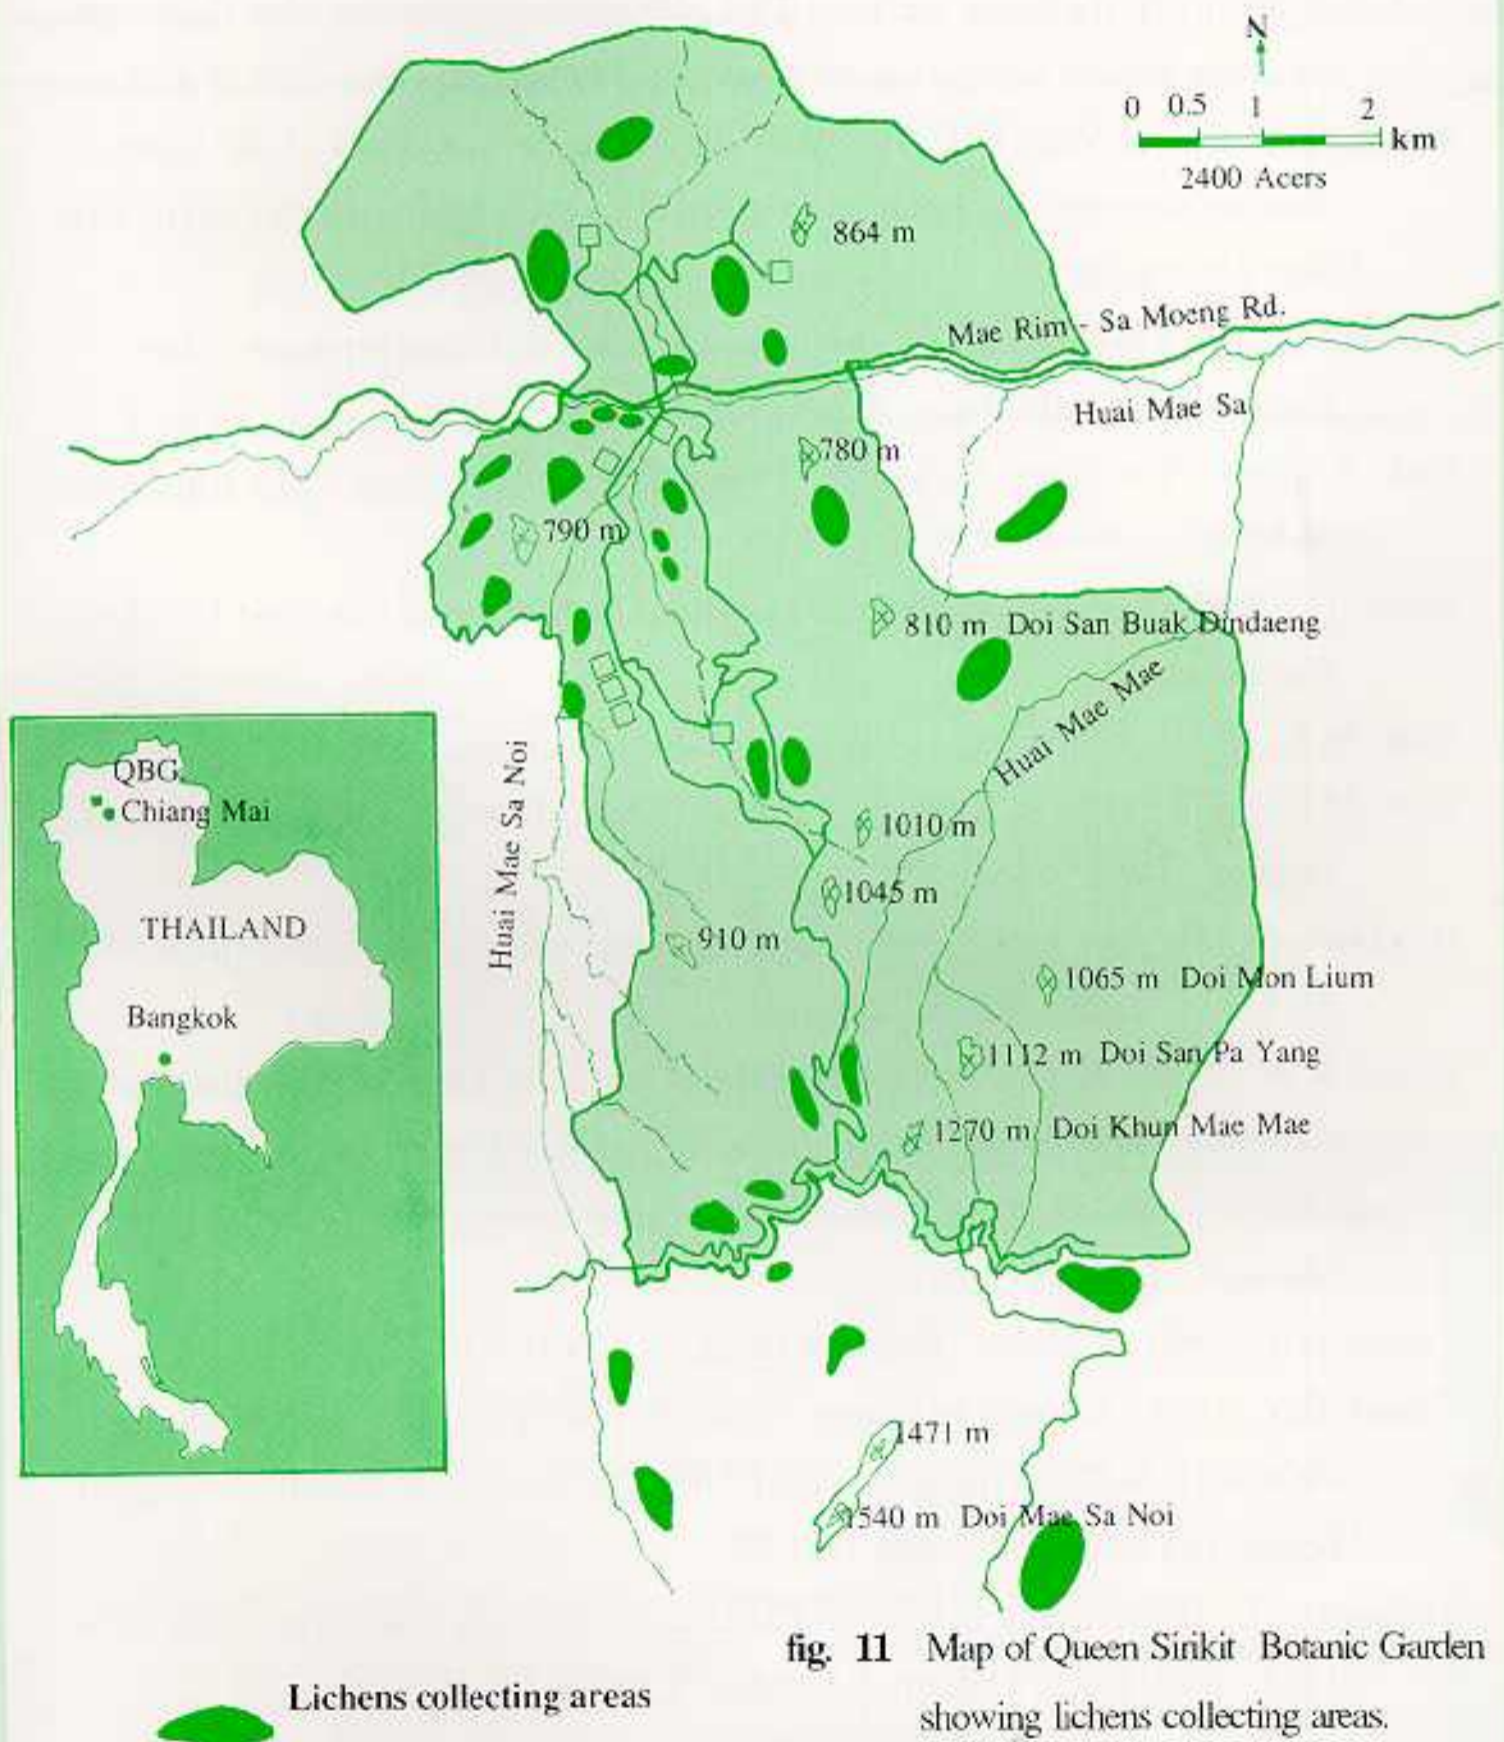 N
0 0.5 1 2 km
2400 Acers
864 m
Mae Rim - Sa Moeng Rd.
Huai Mae Sa
780 m
790 m
810 m Doi San Buak Dindaeng
Huai Mae Mae
Huai Mae Sa Noi
QBG.
Chiang Mai
THAILAND
Bangkok
1010 m
1045 m
910 m
1065 m Doi Mon Lium
1112 m Doi San Pa Yang
1270 m Doi Khun Mae Mae
1471 m
1540 m Doi Mae Sa Noi
fig. 11 Map of Queen Sirikit Botanic Garden
showing lichens collecting areas.
Lichens collecting areas